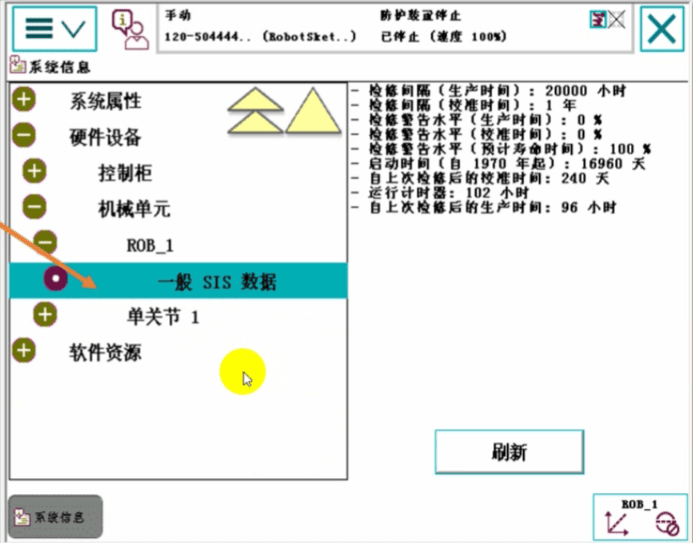 手动
防护装置停止
120-504444.. (RobotSket..)
已停止 (速度 100%)
系统信息
系统属性
硬件设备
控制柜
机械单元
ROB_1
一般 SIS 数据
单关节 1
软件资源
- 检修间隔(生产时间): 20000 小时
- 检修间隔(校准时间): 1 年
- 检修警告水平(生产时间): 0 %
- 检修警告水平(校准时间): 0 %
- 检修警告水平(预计寿命时间): 100 %
- 启动时间(自 1970 年起): 16960 天
- 自上次检修后的校准时间: 240 天
- 运行计时器: 102 小时
- 自上次检修后的生产时间: 96 小时
刷新
系统信息
ROB_1